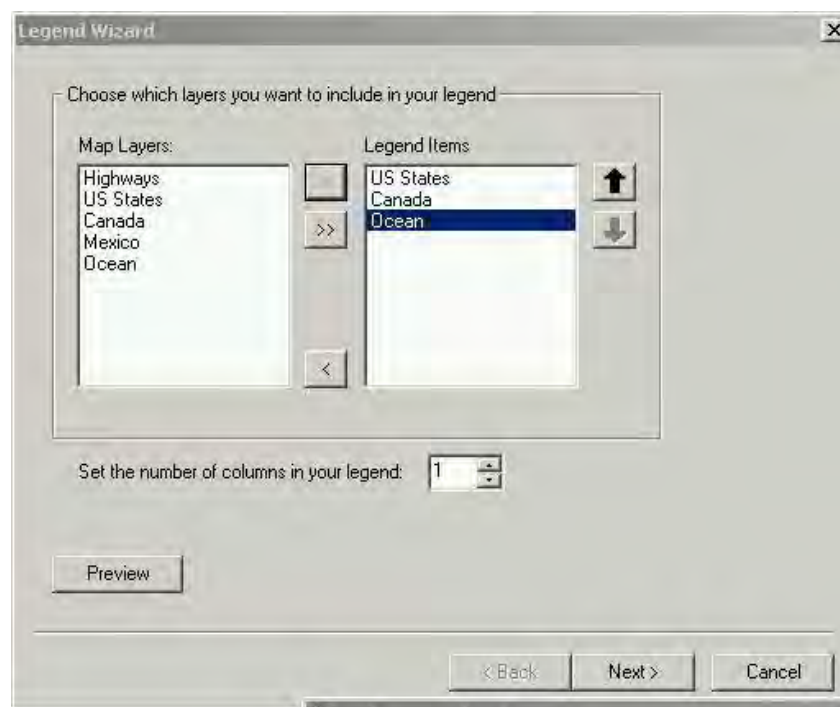 Legend Wizard
Choose which layers you want to include in your legend
Map Layers:
Legend Items
Highways
US States
Canada
Mexico
Ocean
>>
<
US States
Canada
Ocean
Set the number of columns in your legend:
1
Preview
< Back
Next >
Cancel